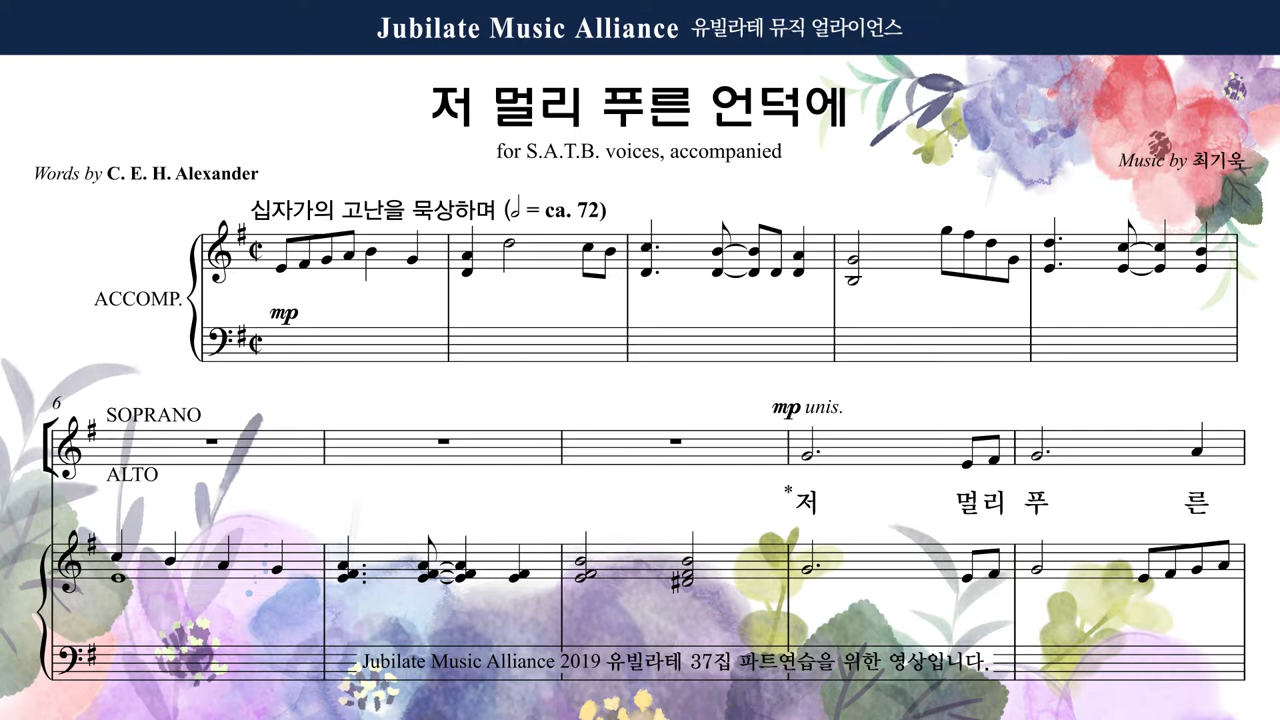 Jubilate Music Alliance 유빌라테 뮤직 얼라이언스
저 멀리 푸른 언덕에
for S.A.T.B. voices, accompanied
Words by C. E. H. Alexander
Music by 최기욱
십자가의 고난을 묵상하며 (𝅗𝅥 = ca. 72)
ACCOMP.
mp
6
SOPRANO
mp unis.
ALTO
*저 멀리 푸 른
Jubilate Music Alliance 2019 유빌라테 37집 파트연습을 위한 영상입니다.